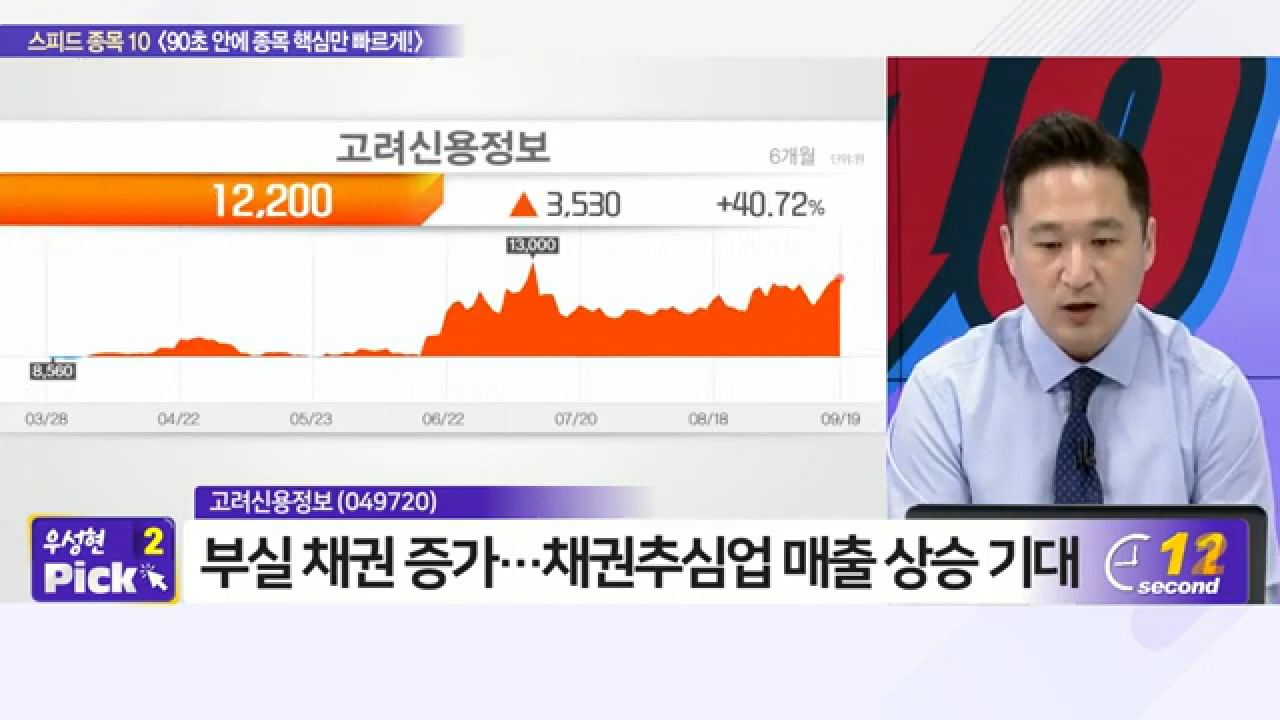 스피드 종목 10 〈90초 안에 종목 핵심만 빠르게!〉
고려신용정보
6개월 단위:원
12,200 ▲ 3,530 +40.72%
13,000
8,560
03/28 04/22 05/23 06/22 07/20 08/18 09/19
고려신용정보 (049720)
우성현 2
Pick
부실 채권 증가…채권추심업 매출 상승 기대
12
second